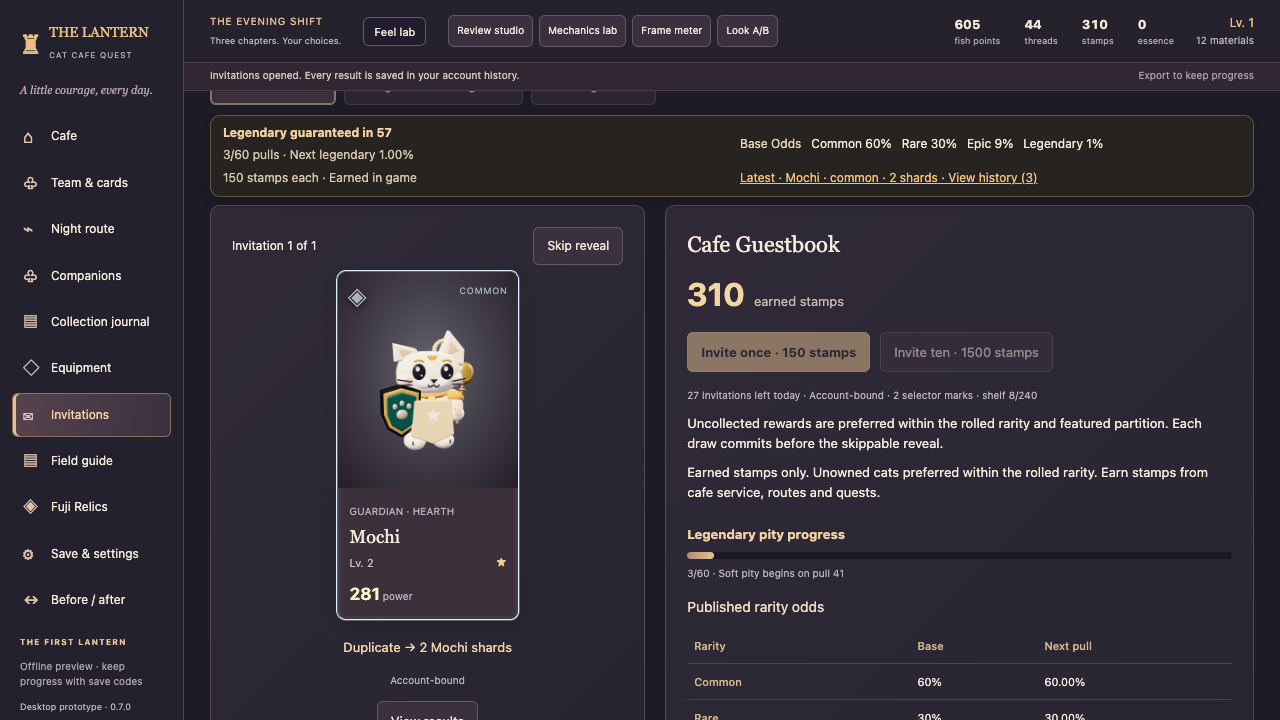 THE LANTERN
CAT CAFE QUEST
A little courage, every day.
Cafe
Team & cards
Night route
Companions
Collection journal
Equipment
Invitations
Field guide
Fuji Relics
Save & settings
Before / after
THE FIRST LANTERN
Offline preview · keep
progress with save codes
Desktop prototype · 0.7.0
THE EVENING SHIFT
Three chapters. Your choices.
Feel lab
Review studio
Mechanics lab
Frame meter
Look A/B
605
fish points
44
threads
310
stamps
0
essence
Lv. 1
12 materials
Invitations opened. Every result is saved in your account history.
Export to keep progress
Legendary guaranteed in 57
3/60 pulls · Next legendary 1.00%
150 stamps each · Earned in game
Base Odds Common 60% Rare 30% Epic 9% Legendary 1%
Latest · Mochi · common · 2 shards · View history (3)
Invitation 1 of 1
Skip reveal
COMMON
GUARDIAN · HEARTH
Mochi
Lv. 2
281 power
Duplicate → 2 Mochi shards
Account-bound
View results
Cafe Guestbook
310 earned stamps
Invite once · 150 stamps
Invite ten · 1500 stamps
27 invitations left today · Account-bound · 2 selector marks · shelf 8/240
Uncollected rewards are preferred within the rolled rarity and featured partition. Each
draw commits before the skippable reveal.
Earned stamps only. Unowned cats preferred within the rolled rarity. Earn stamps from
cafe service, routes and quests.
Legendary pity progress
3/60 · Soft pity begins on pull 41
Published rarity odds
Rarity Base Next pull
Common 60% 60.00%
Rare 30% 30.00%